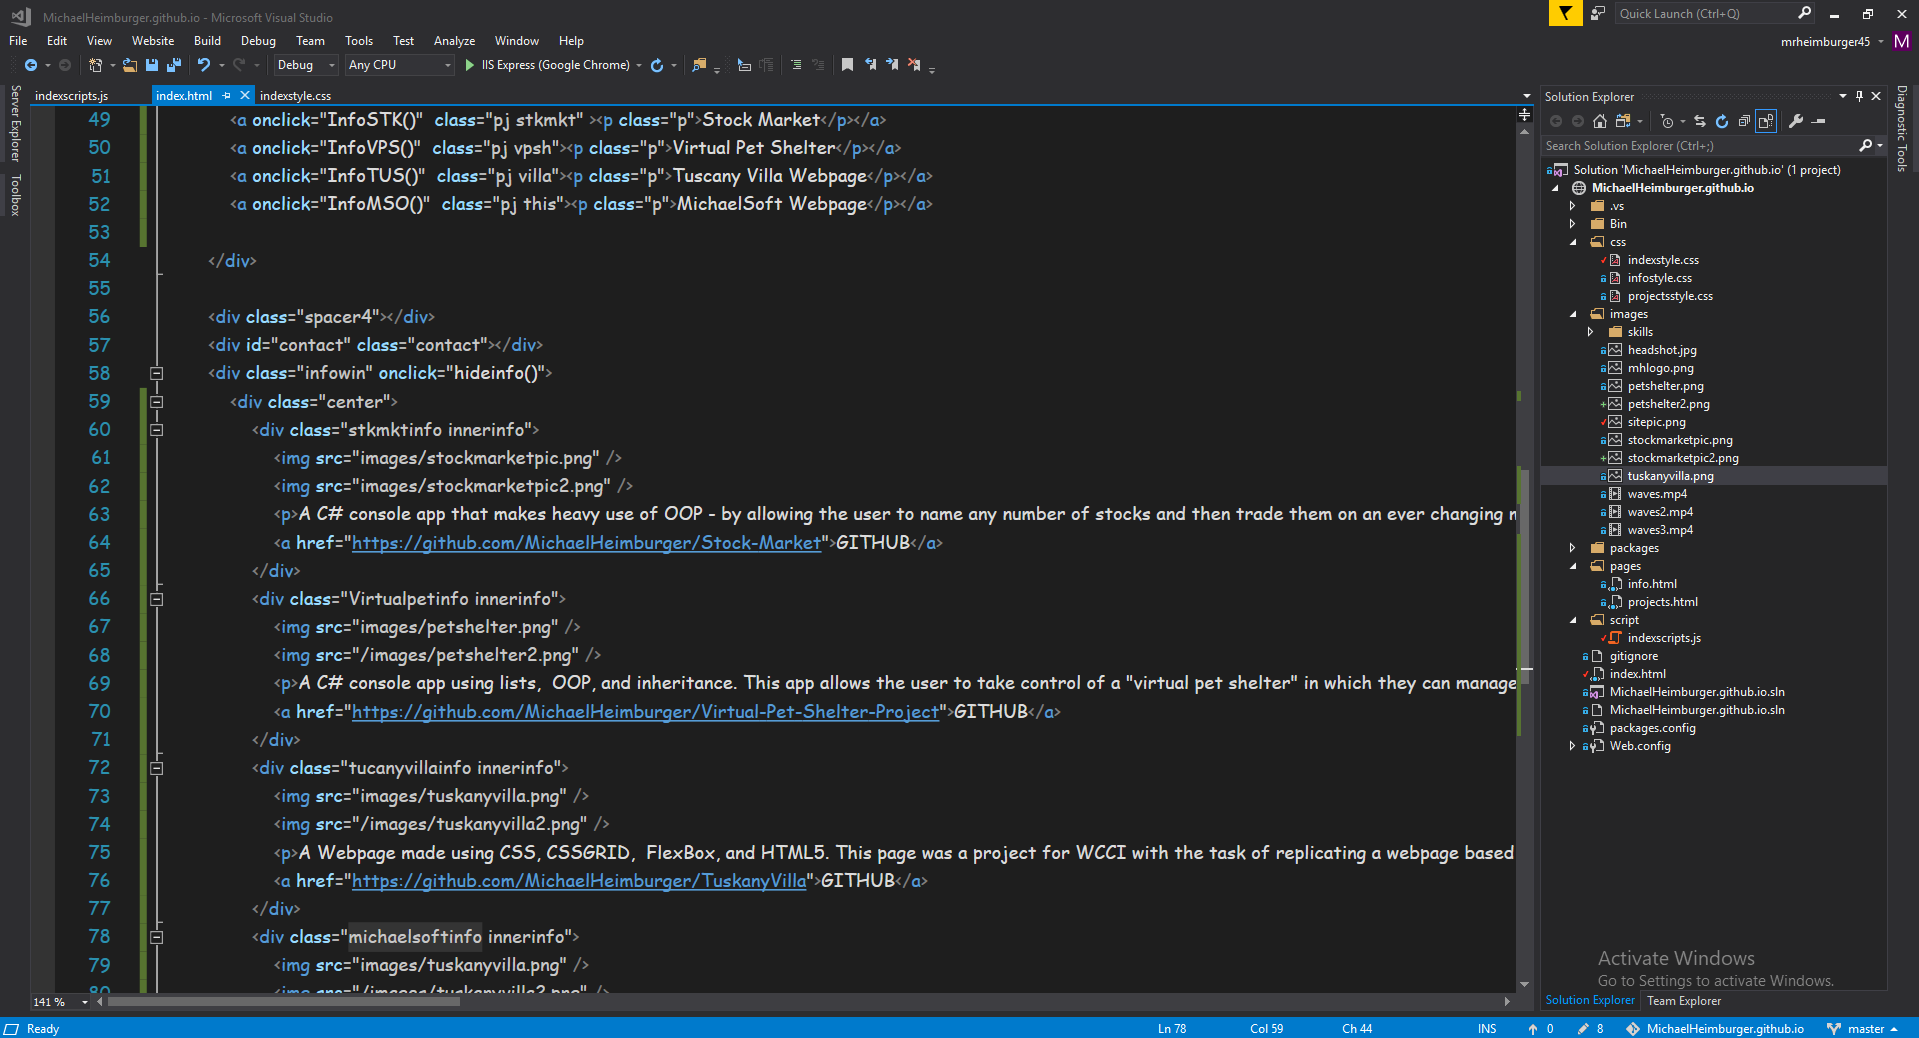 MichaelHeimburger.github.io - Microsoft Visual Studio
Quick Launch (Ctrl+Q)
File Edit View Website Build Debug Team Tools Test Analyze Window Help
mrheimburger45 M
Debug Any CPU IIS Express (Google Chrome)
Server Explorer
Toolbox
indexscripts.js index.html indexstyle.css
49 <a onclick="InfoSTK()" class="pj stkmkt" ><p class="p">Stock Market</p></a>
50 <a onclick="InfoVPS()" class="pj vpsh"><p class="p">Virtual Pet Shelter</p></a>
51 <a onclick="InfoTUS()" class="pj villa"><p class="p">Tuscany Villa Webpage</p></a>
52 <a onclick="InfoMSO()" class="pj this"><p class="p">MichaelSoft Webpage</p></a>
53
54 </div>
55
56 <div class="spacer4"></div>
57 <div id="contact" class="contact"></div>
58 <div class="infowin" onclick="hideinfo()">
59 <div class="center">
60 <div class="stkmktinfo innerinfo">
61 <img src="images/stockmarketpic.png" />
62 <img src="images/stockmarketpic2.png" />
63 <p>A C# console app that makes heavy use of OOP - by allowing the user to name any number of stocks and then trade them on an ever changing
64 <a href="https://github.com/MichaelHeimburger/Stock-Market">GITHUB</a>
65 </div>
66 <div class="Virtualpetinfo innerinfo">
67 <img src="images/petshelter.png" />
68 <img src="/images/petshelter2.png" />
69 <p>A C# console app using lists,  OOP, and inheritance. This app allows the user to take control of a "virtual pet shelter" in which they can manage
70 <a href="https://github.com/MichaelHeimburger/Virtual-Pet-Shelter-Project">GITHUB</a>
71 </div>
72 <div class="tucanyvillainfo innerinfo">
73 <img src="images/tuskanyvilla.png" />
74 <img src="/images/tuskanyvilla2.png" />
75 <p>A Webpage made using CSS, CSSGRID,  FlexBox, and HTML5. This page was a project for WCCI with the task of replicating a webpage based
76 <a href="https://github.com/MichaelHeimburger/TuskanyVilla">GITHUB</a>
77 </div>
78 <div class="michaelsoftinfo innerinfo">
79 <img src="images/tuskanyvilla.png" />
80 <img src="/images/tuskanyvilla2.png" />
141 %
Solution Explorer
Search Solution Explorer (Ctrl+;)
Solution 'MichaelHeimburger.github.io' (1 project)
MichaelHeimburger.github.io
.vs
Bin
css
indexstyle.css
infostyle.css
projectsstyle.css
images
skills
headshot.jpg
mhlogo.png
petshelter.png
petshelter2.png
sitepic.png
stockmarketpic.png
stockmarketpic2.png
tuskanyvilla.png
waves.mp4
waves2.mp4
waves3.mp4
packages
pages
info.html
projects.html
script
indexscripts.js
gitignore
index.html
MichaelHeimburger.github.io.sln
MichaelHeimburger.github.io.sln
packages.config
Web.config
Diagnostic Tools
Activate Windows
Go to Settings to activate Windows.
Solution Explorer Team Explorer
Ready Ln 78 Col 59 Ch 44 INS 0 8 MichaelHeimburger.github.io master